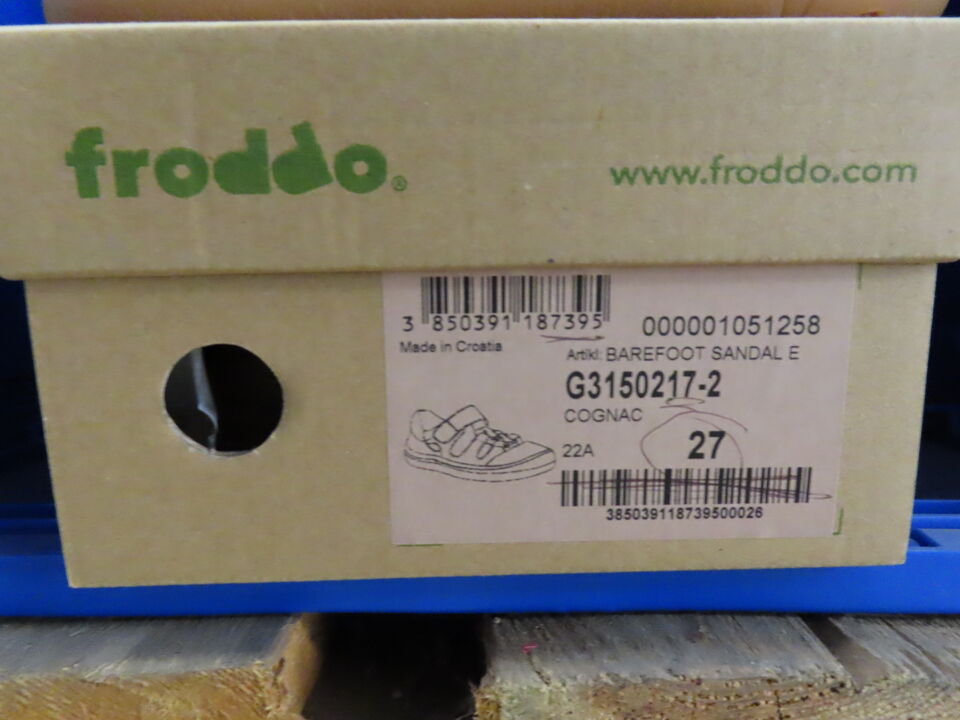 froddo®
www.froddo.com
3 850391 187395
000001051258
Made in Croatia
Artikl: BAREFOOT SANDAL E
G3150217-2
COGNAC
22A
27
385039118739500026